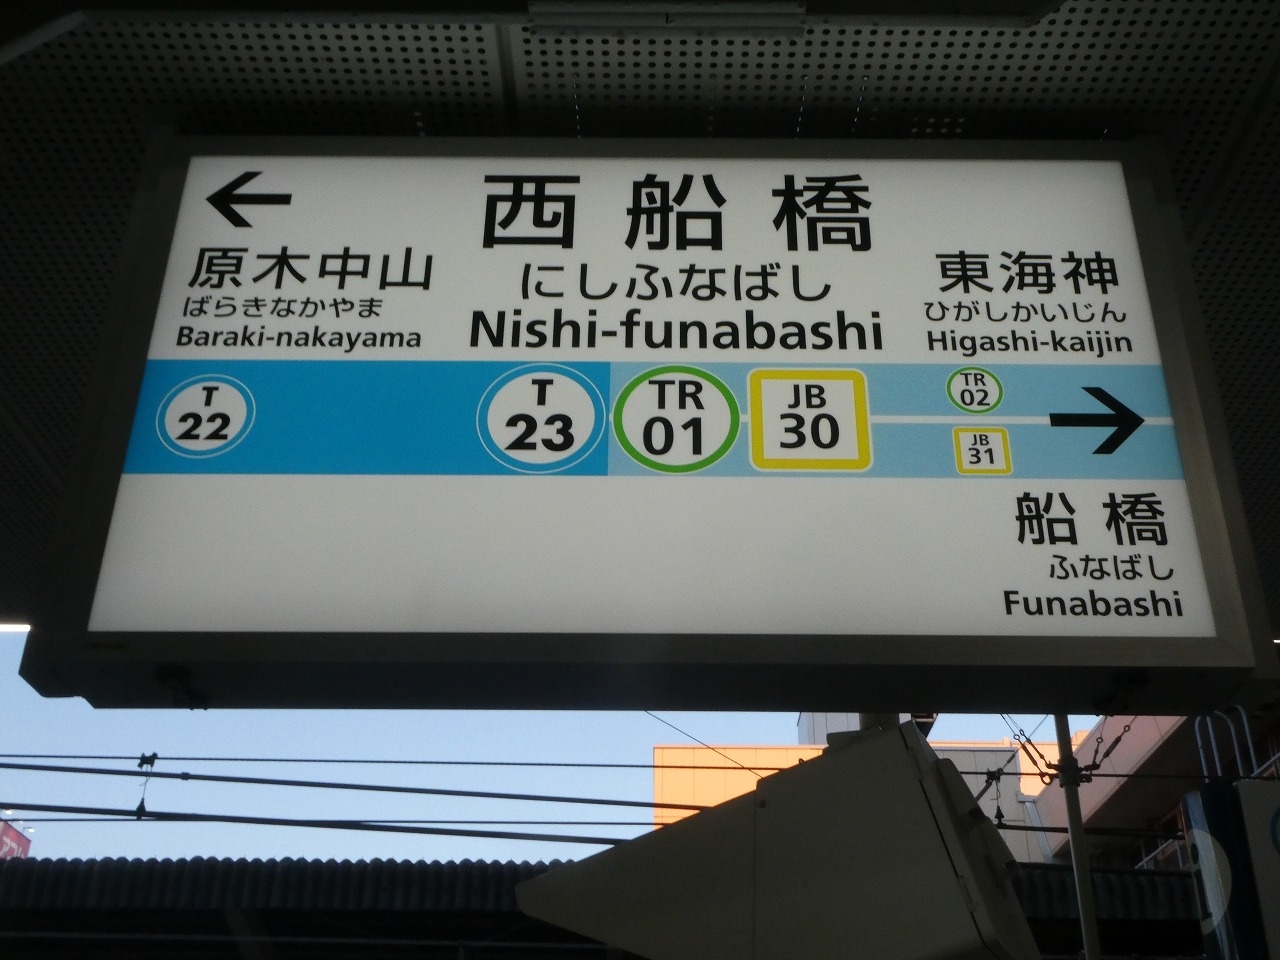 西船橋
にしふなばし
Nishi-funabashi
原木中山
ばらきなかやま
Baraki-nakayama
東海神
ひがしかいじん
Higashi-kaijin
T
22
T
23
TR
01
JB
30
TR
02
JB
31
船橋
ふなばし
Funabashi